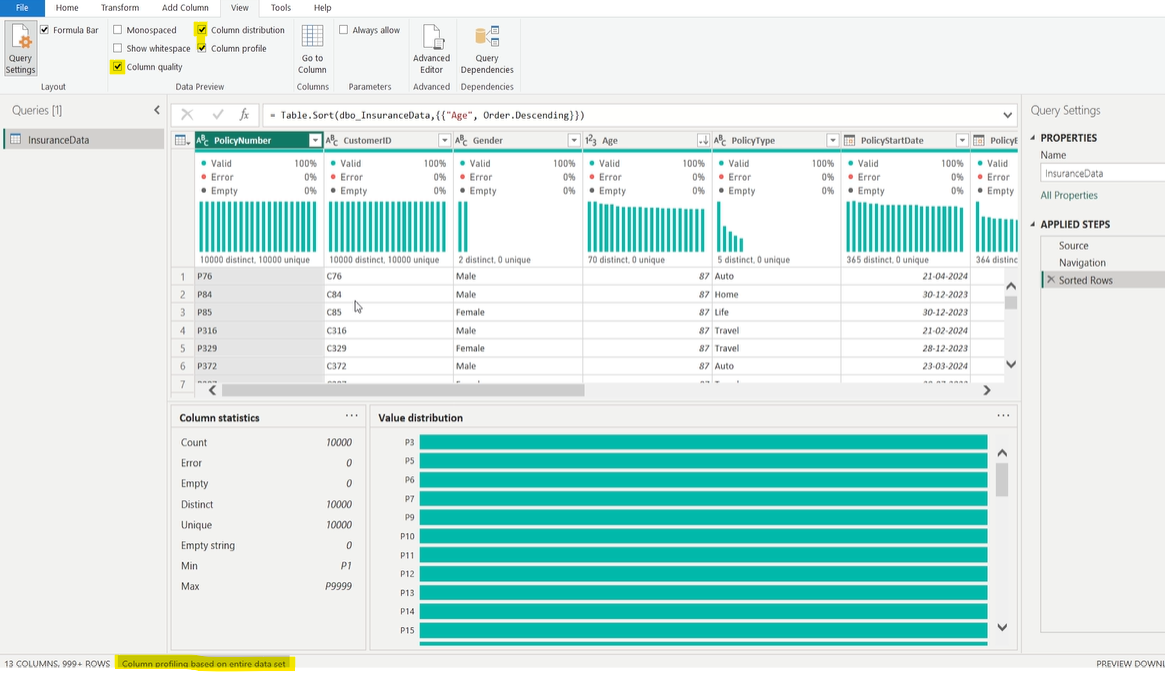 File Home Transform Add Column View Tools Help
Formula Bar
Monospaced
Column distribution
Always allow
Show whitespace
Column profile
Column quality
Query Settings
Go to Column
Advanced Editor
Query Dependencies
Layout Data Preview Columns Parameters Advanced Dependencies
Queries [1]
InsuranceData
fx = Table.Sort(dbo_InsuranceData,{{"Age", Order.Descending}})
ABC PolicyNumber ABC CustomerID ABC Gender 123 Age ABC PolicyType PolicyStartDate PolicyE
Valid 100% Valid 100% Valid 100% Valid 100% Valid 100% Valid 100% Valid
Error 0% Error 0% Error 0% Error 0% Error 0% Error 0% Error
Empty 0% Empty 0% Empty 0% Empty 0% Empty 0% Empty 0% Empty
10000 distinct, 10000 unique 10000 distinct, 10000 unique 2 distinct, 0 unique 70 distinct, 0 unique 5 distinct, 0 unique 365 distinct, 0 unique 364 distinc
1 P76 C76 Male 87 Auto 21-04-2024
2 P84 C84 Male 87 Home 30-12-2023
3 P85 C85 Female 87 Life 30-12-2023
4 P316 C316 Male 87 Travel 21-02-2024
5 P329 C329 Female 87 Travel 28-12-2023
6 P372 C372 Male 87 Auto 23-03-2024
7
Column statistics
Count 10000
Error 0
Empty 0
Distinct 10000
Unique 10000
Empty string 0
Min P1
Max P9999
Value distribution
P3
P5
P6
P7
P9
P10
P11
P12
P13
P14
P15
Query Settings
PROPERTIES
Name
InsuranceData
All Properties
APPLIED STEPS
Source
Navigation
Sorted Rows
13 COLUMNS, 999+ ROWS Column profiling based on entire data set PREVIEW DOWNL